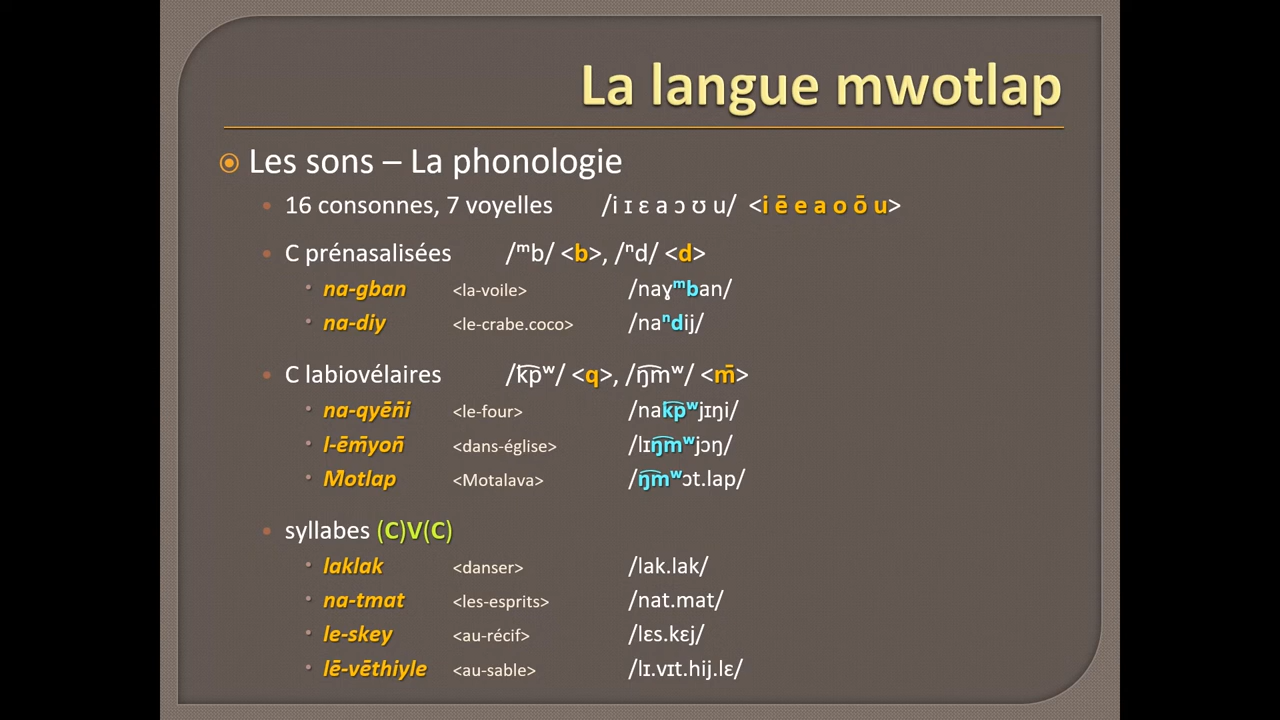 La langue mwotlap
Les sons – La phonologie
16 consonnes, 7 voyelles /i ɪ ɛ a ɔ ʊ u/ <i ē e a o ō u>
C prénasalisées /ᵐb/ <b>, /ⁿd/ <d>
na-gban <la-voile> /naɣᵐban/
na-diy <le-crabe.coco> /naⁿdij/
C labiovélaires /k͡pʷ/ <q>, /ŋ͡mʷ/ <m̄>
na-qyēn̄i <le-four> /nak͡pʷjɪŋi/
l-ēm̄yon̄ <dans-église> /lɪŋ͡mʷjɔŋ/
M̄otlap <Motalava> /ŋ͡mʷɔt.lap/
syllabes (C)V(C)
laklak <danser> /lak.lak/
na-tmat <les-esprits> /nat.mat/
le-skey <au-récif> /lɛs.kɛj/
lē-vēthiyle <au-sable> /lɪ.vɪt.hij.lɛ/